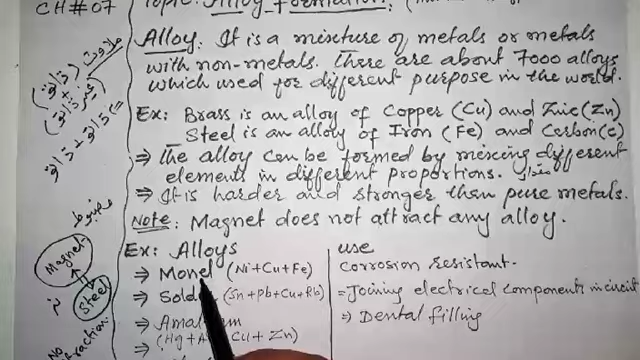 CH#07
Topic: Alloy Formation.
Alloy: It is a mixture of metals or metals
with non-metals. There are about 7000 alloys
which used for different purpose in the world.
Ex: Brass is an alloy of Copper (Cu) and Zinc (Zn)
Steel is an alloy of Iron (Fe) and Carbon(C)
⇒ The alloy can be formed by mixing different
elements in different proportions.
⇒ It is harder and stronger than pure metals.
مضبوط
Note: Magnet does not attract any alloy.
Magnet
Steel
Ex: Alloys
use
⇒ Monel (Ni+Cu+Fe)
corrosion resistant.
⇒ Sold (Sn+Pb+Cu+Rb)
⇒ Joining electrical components in circuit
⇒ Amal
(Hg+A Cu+Zn)
⇒ Dental filling